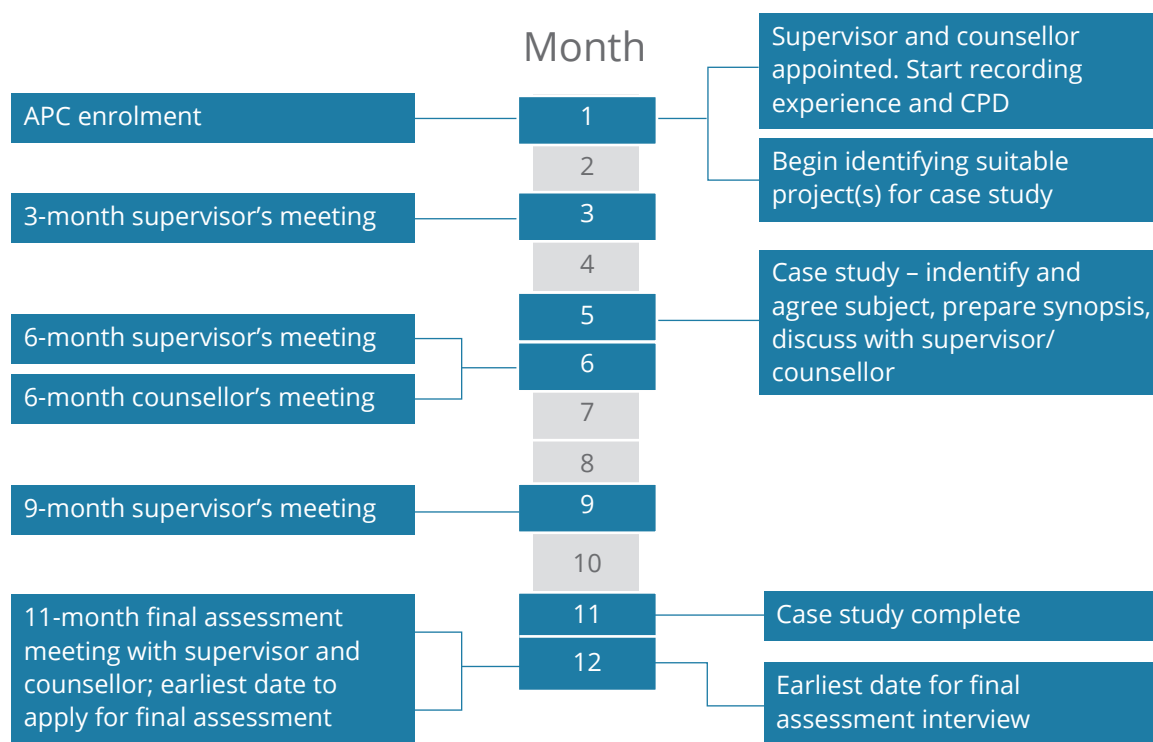 Month
APC enrolment
1
Supervisor and counsellor
appointed. Start recording
experience and CPD
2
Begin identifying suitable
project(s) for case study
3-month supervisor’s meeting
3
4
5
Case study – indentify and
agree subject, prepare synopsis,
discuss with supervisor/
counsellor
6-month supervisor’s meeting
6-month counsellor’s meeting
6
7
8
9-month supervisor’s meeting
9
10
11-month final assessment
meeting with supervisor and
counsellor; earliest date to
apply for final assessment
11
Case study complete
12
Earliest date for final
assessment interview